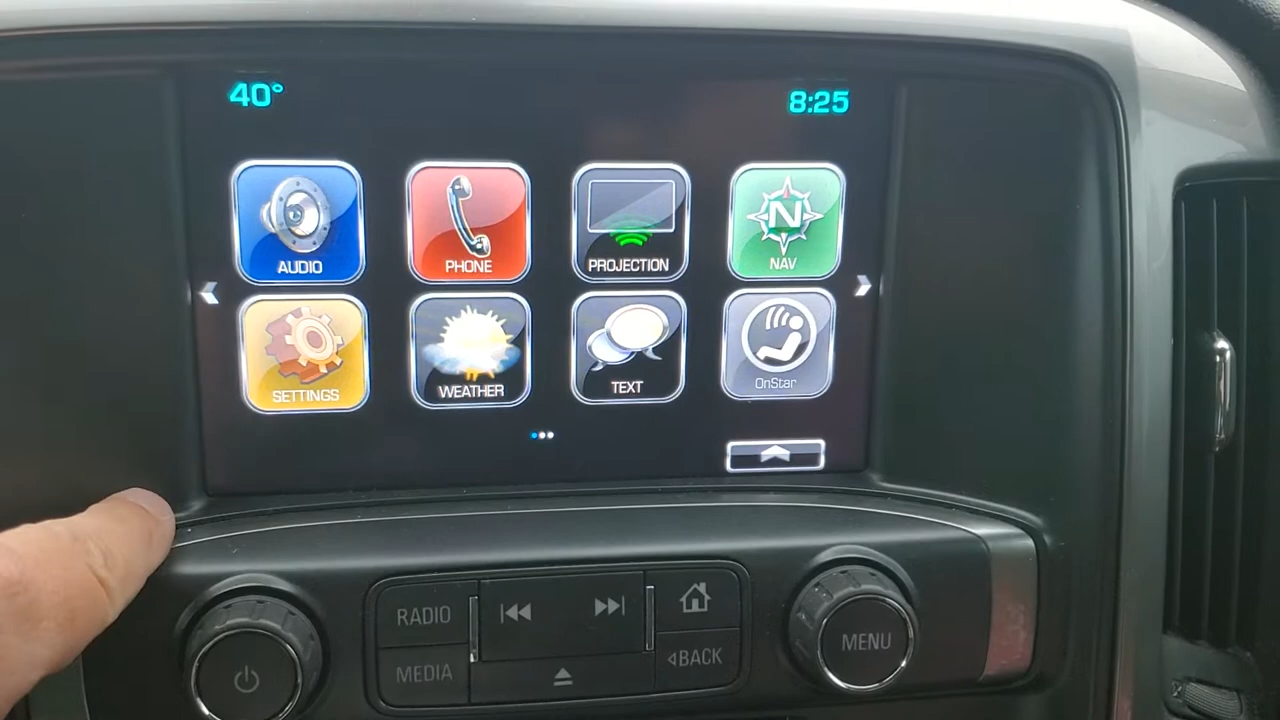 40°
8:25
AUDIO
PHONE
PROJECTION
N
NAV
SETTINGS
WEATHER
TEXT
OnStar
RADIO
MEDIA
BACK
MENU